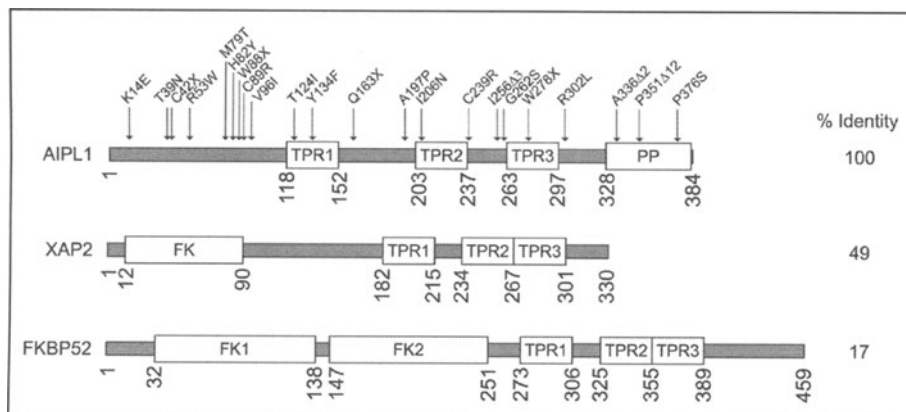 K14E
T39N
C42X
R53W
M79T
H82Y
W88X
C89R
V96I
T124I
Y134F
Q163X
A197P
I206N
C239R
I256Δ3
G262S
W278X
R302L
A336Δ2
P351Δ12
P376S
% Identity
AIPL1 TPR1 TPR2 TPR3 PP 100
1 118 152 203 237 263 297 328 384
XAP2 FK TPR1 TPR2 TPR3 49
1 12 90 182 215 234 267 301 330
FKBP52 FK1 FK2 TPR1 TPR2 TPR3 17
1 32 138 147 251 273 306 325 355 389 459